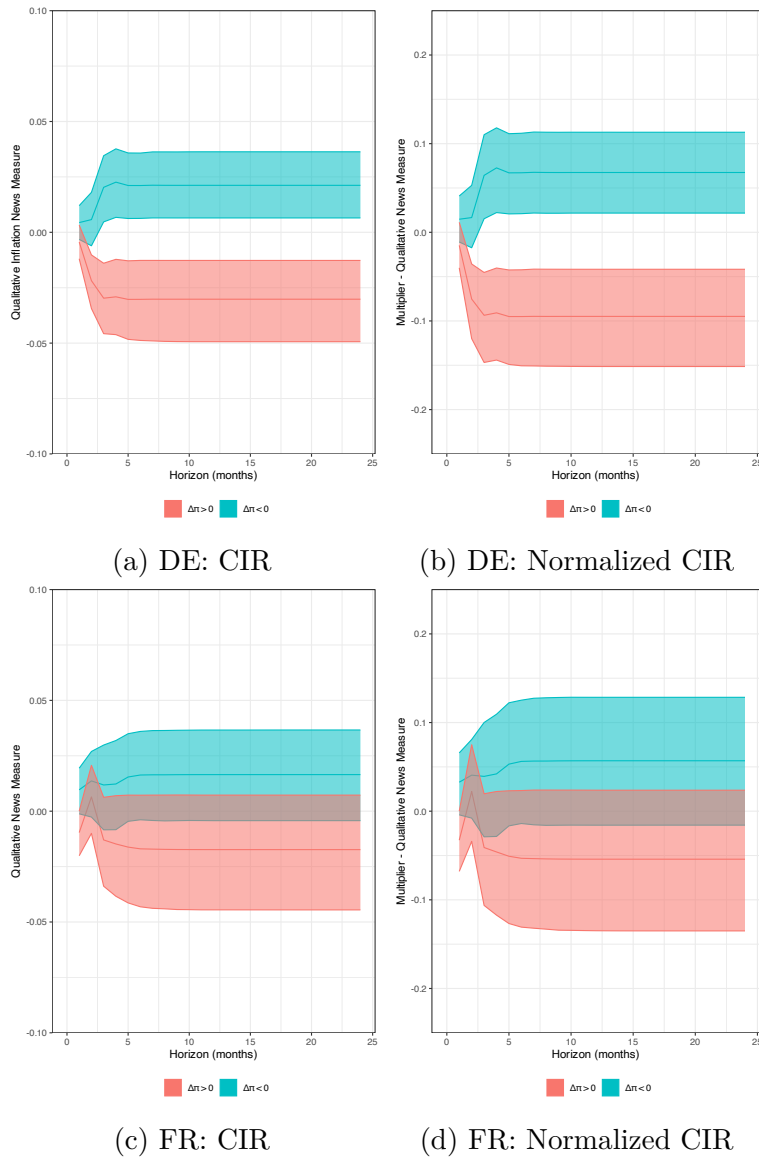 0.10
0.05
0.00
-0.05
-0.10
Qualitative Inflation News Measure
0 5 10 15 20 25
Horizon (months)
Δπ>0 Δπ<0
(a) DE: CIR
0.2
0.1
0.0
-0.1
-0.2
Multiplier - Qualitative News Measure
0 5 10 15 20 25
Horizon (months)
Δπ>0 Δπ<0
(b) DE: Normalized CIR
0.10
0.05
0.00
-0.05
-0.10
Qualitative News Measure
0 5 10 15 20 25
Horizon (months)
Δπ>0 Δπ<0
(c) FR: CIR
0.2
0.1
0.0
-0.1
-0.2
Multiplier - Qualitative News Measure
0 5 10 15 20 25
Horizon (months)
Δπ>0 Δπ<0
(d) FR: Normalized CIR